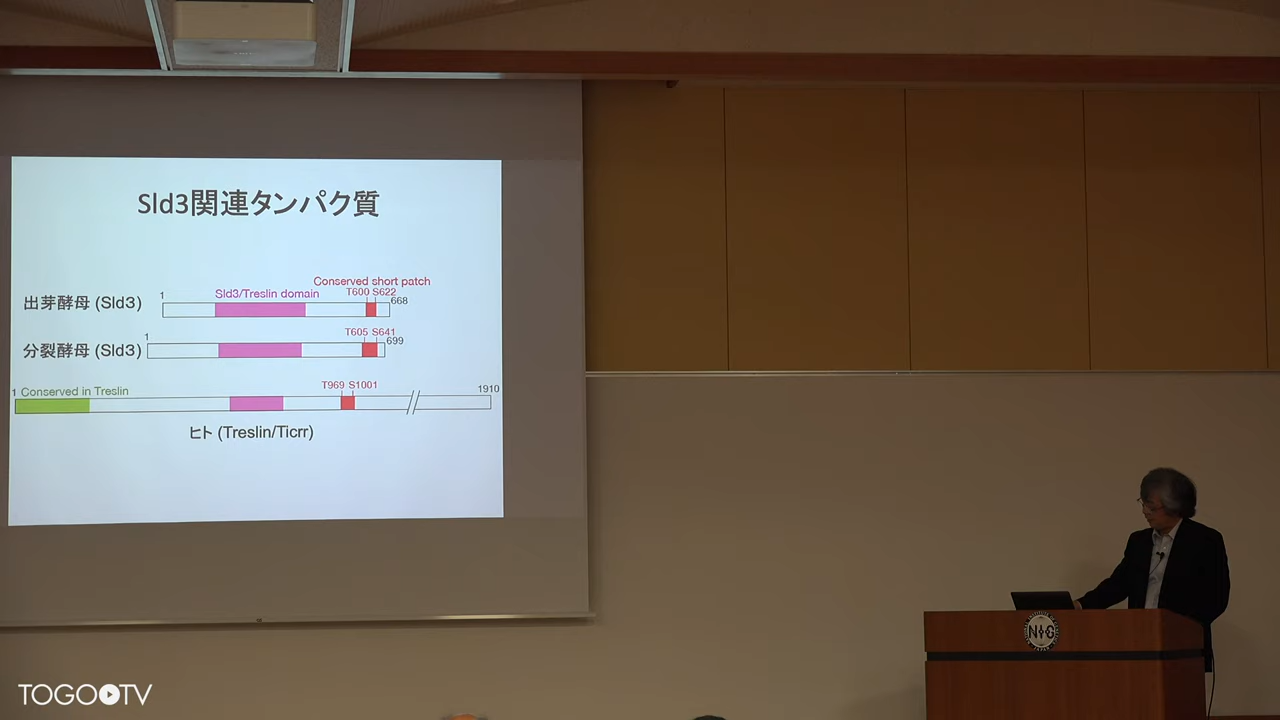 Sld3関連タンパク質
Conserved short patch
1 Sld3/Treslin domain T600 S622
出芽酵母 (Sld3) 668
1 T605 S641
分裂酵母 (Sld3) 699
1 Conserved in Treslin T969 S1001 1910
ヒト (Treslin/Ticrr)
NIG
TOGO TV